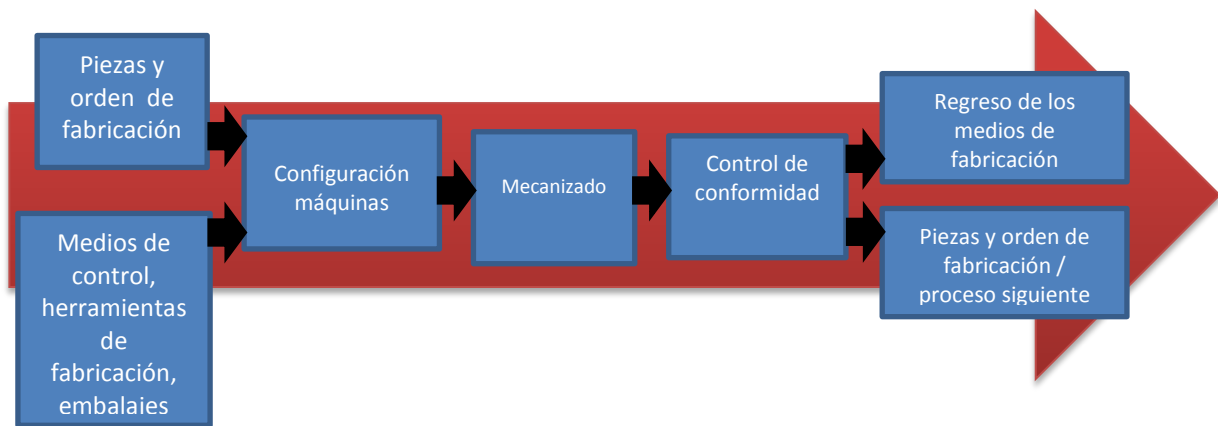 Piezas y
orden de
fabricación
Medios de
control,
herramientas
de
fabricación,
embalajes
Configuración
máquinas
Mecanizado
Control de
conformidad
Regreso de los
medios de
fabricación
Piezas y orden de
fabricación /
proceso siguiente